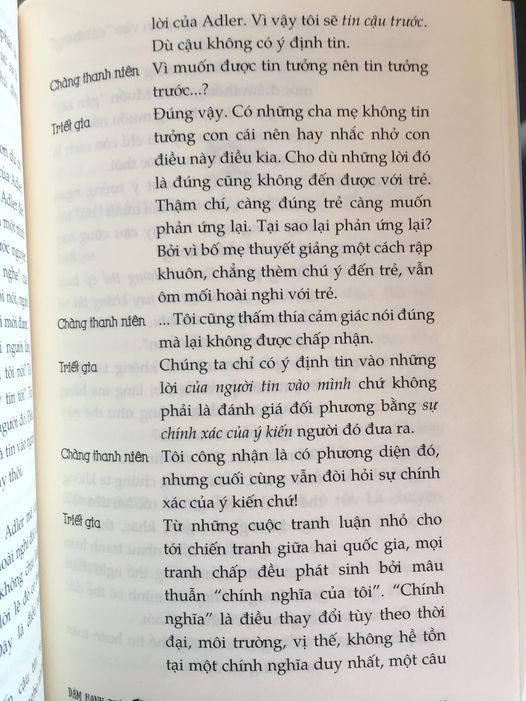 lời của Adler. Vì vậy tôi sẽ tin cậu trước.
Dù cậu không có ý định tin.
Chàng thanh niên Vì muốn được tin tưởng nên tin tưởng
trước...?
Triết gia Đúng vậy. Có những cha mẹ không tin
tưởng con cái nên hay nhắc nhở con
điều này điều kia. Cho dù những lời đó
là đúng cũng không đến được với trẻ.
Thậm chí, càng đúng trẻ càng muốn
phản ứng lại. Tại sao lại phản ứng lại?
Bởi vì bố mẹ thuyết giảng một cách rập
khuôn, chẳng thèm chú ý đến trẻ, vẫn
ôm mối hoài nghi với trẻ.
Chàng thanh niên ... Tôi cũng thấm thía cảm giác nói đúng
mà lại không được chấp nhận.
Triết gia Chúng ta chỉ có ý định tin vào những
lời của người tin vào mình chứ không
phải là đánh giá đối phương bằng sự
chính xác của ý kiến người đó đưa ra.
Chàng thanh niên Tôi công nhận là có phương diện đó,
nhưng cuối cùng vẫn đòi hỏi sự chính
xác của ý kiến chứ!
Triết gia Từ những cuộc tranh luận nhỏ cho
tới chiến tranh giữa hai quốc gia, mọi
tranh chấp đều phát sinh bởi mâu
thuẫn “chính nghĩa của tôi”. “Chính
nghĩa” là điều thay đổi tùy theo thời
đại, môi trường, vị thế, không hề tồn
tại một chính nghĩa duy nhất, một câu